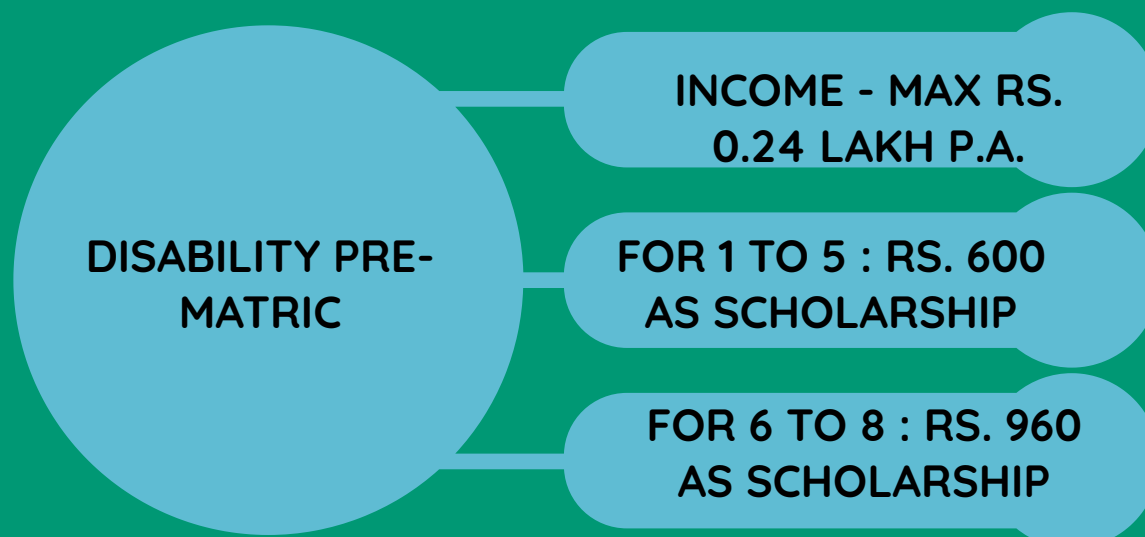 DISABILITY PRE-
MATRIC
INCOME - MAX RS.
0.24 LAKH P.A.
FOR 1 TO 5 : RS. 600
AS SCHOLARSHIP
FOR 6 TO 8 : RS. 960
AS SCHOLARSHIP